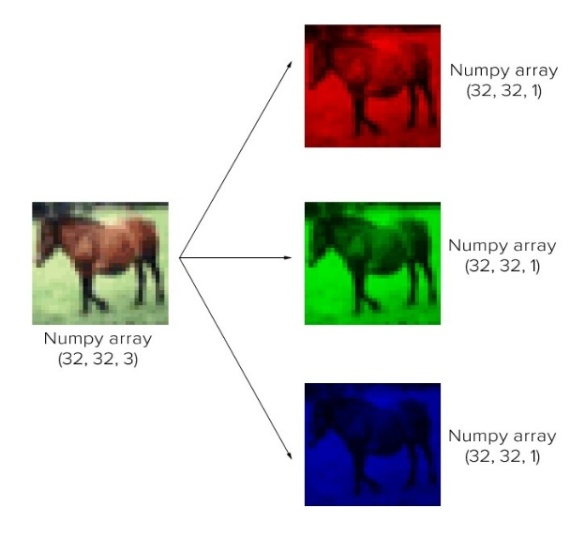 Numpy array
(32, 32, 1)
Numpy array
(32, 32, 1)
Numpy array
(32, 32, 3)
Numpy array
(32, 32, 1)